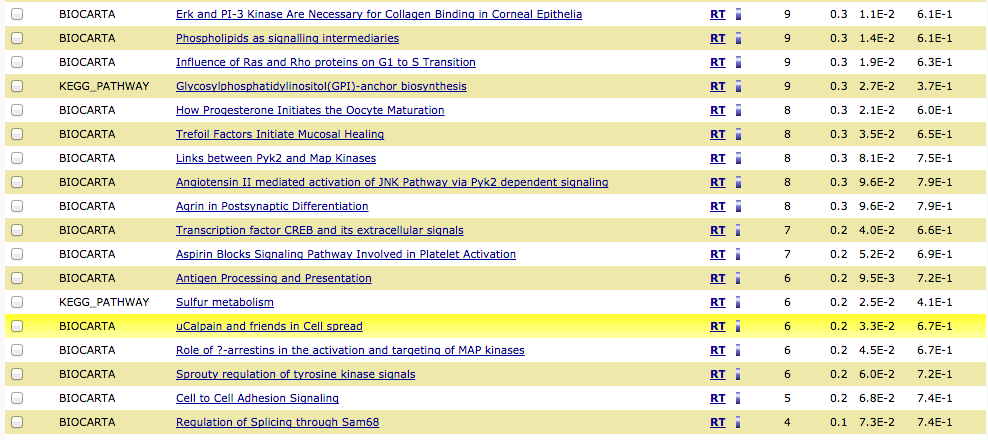 BIOCARTA Erk and PI-3 Kinase Are Necessary for Collagen Binding in Corneal Epithelia RT 9 0.3 1.1E-2 6.1E-1
BIOCARTA Phospholipids as signalling intermediaries RT 9 0.3 1.4E-2 6.1E-1
BIOCARTA Influence of Ras and Rho proteins on G1 to S Transition RT 9 0.3 1.9E-2 6.3E-1
KEGG_PATHWAY Glycosylphosphatidylinositol(GPI)-anchor biosynthesis RT 9 0.3 2.7E-2 3.7E-1
BIOCARTA How Progesterone Initiates the Oocyte Maturation RT 8 0.3 2.1E-2 6.0E-1
BIOCARTA Trefoil Factors Initiate Mucosal Healing RT 8 0.3 3.5E-2 6.5E-1
BIOCARTA Links between Pyk2 and Map Kinases RT 8 0.3 8.1E-2 7.5E-1
BIOCARTA Angiotensin II mediated activation of JNK Pathway via Pyk2 dependent signaling RT 8 0.3 9.6E-2 7.9E-1
BIOCARTA Agrin in Postsynaptic Differentiation RT 8 0.3 9.6E-2 7.9E-1
BIOCARTA Transcription factor CREB and its extracellular signals RT 7 0.2 4.0E-2 6.6E-1
BIOCARTA Aspirin Blocks Signaling Pathway Involved in Platelet Activation RT 7 0.2 5.2E-2 6.9E-1
BIOCARTA Antigen Processing and Presentation RT 6 0.2 9.5E-3 7.2E-1
KEGG_PATHWAY Sulfur metabolism RT 6 0.2 2.5E-2 4.1E-1
BIOCARTA uCalpain and friends in Cell spread RT 6 0.2 3.3E-2 6.7E-1
BIOCARTA Role of ?-arrestins in the activation and targeting of MAP kinases RT 6 0.2 4.5E-2 6.7E-1
BIOCARTA Sprouty regulation of tyrosine kinase signals RT 6 0.2 6.0E-2 7.2E-1
BIOCARTA Cell to Cell Adhesion Signaling RT 5 0.2 6.8E-2 7.4E-1
BIOCARTA Regulation of Splicing through Sam68 RT 4 0.1 7.3E-2 7.4E-1